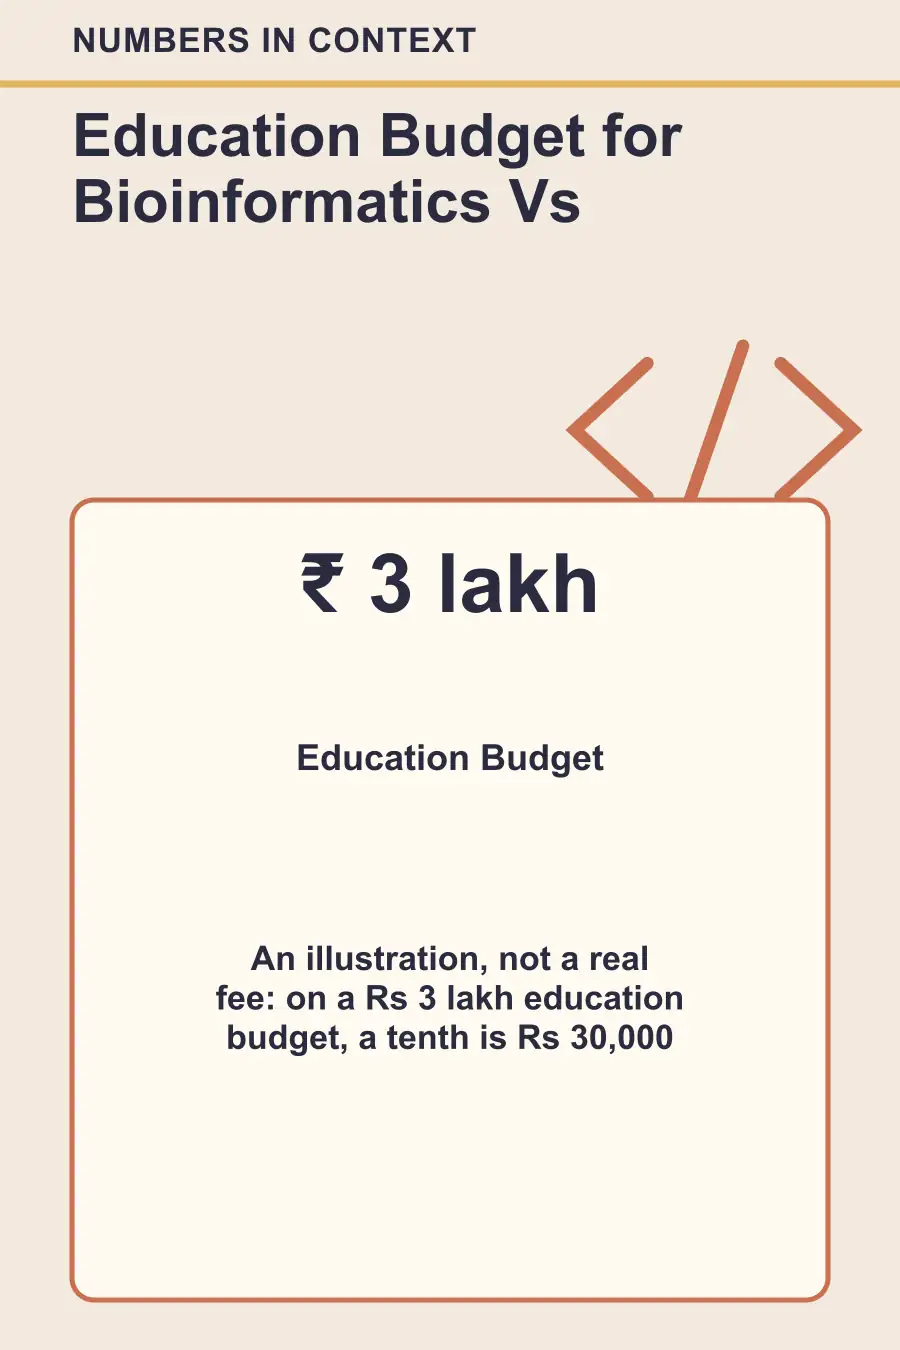 NUMBERS IN CONTEXT
Education Budget for
Bioinformatics Vs
₹ 3 lakh
Education Budget
An illustration, not a real
fee: on a Rs 3 lakh education
budget, a tenth is Rs 30,000